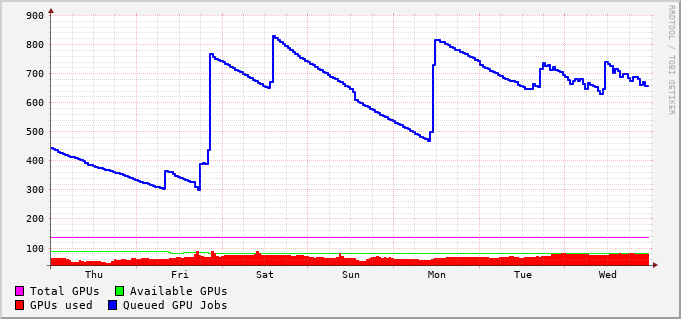 900
800
700
600
500
400
300
200
100
Thu Fri Sat Sun Mon Tue Wed
Total GPUs Available GPUs
GPUs used Queued GPU Jobs
RRDTOOL / TOBI OETIKER